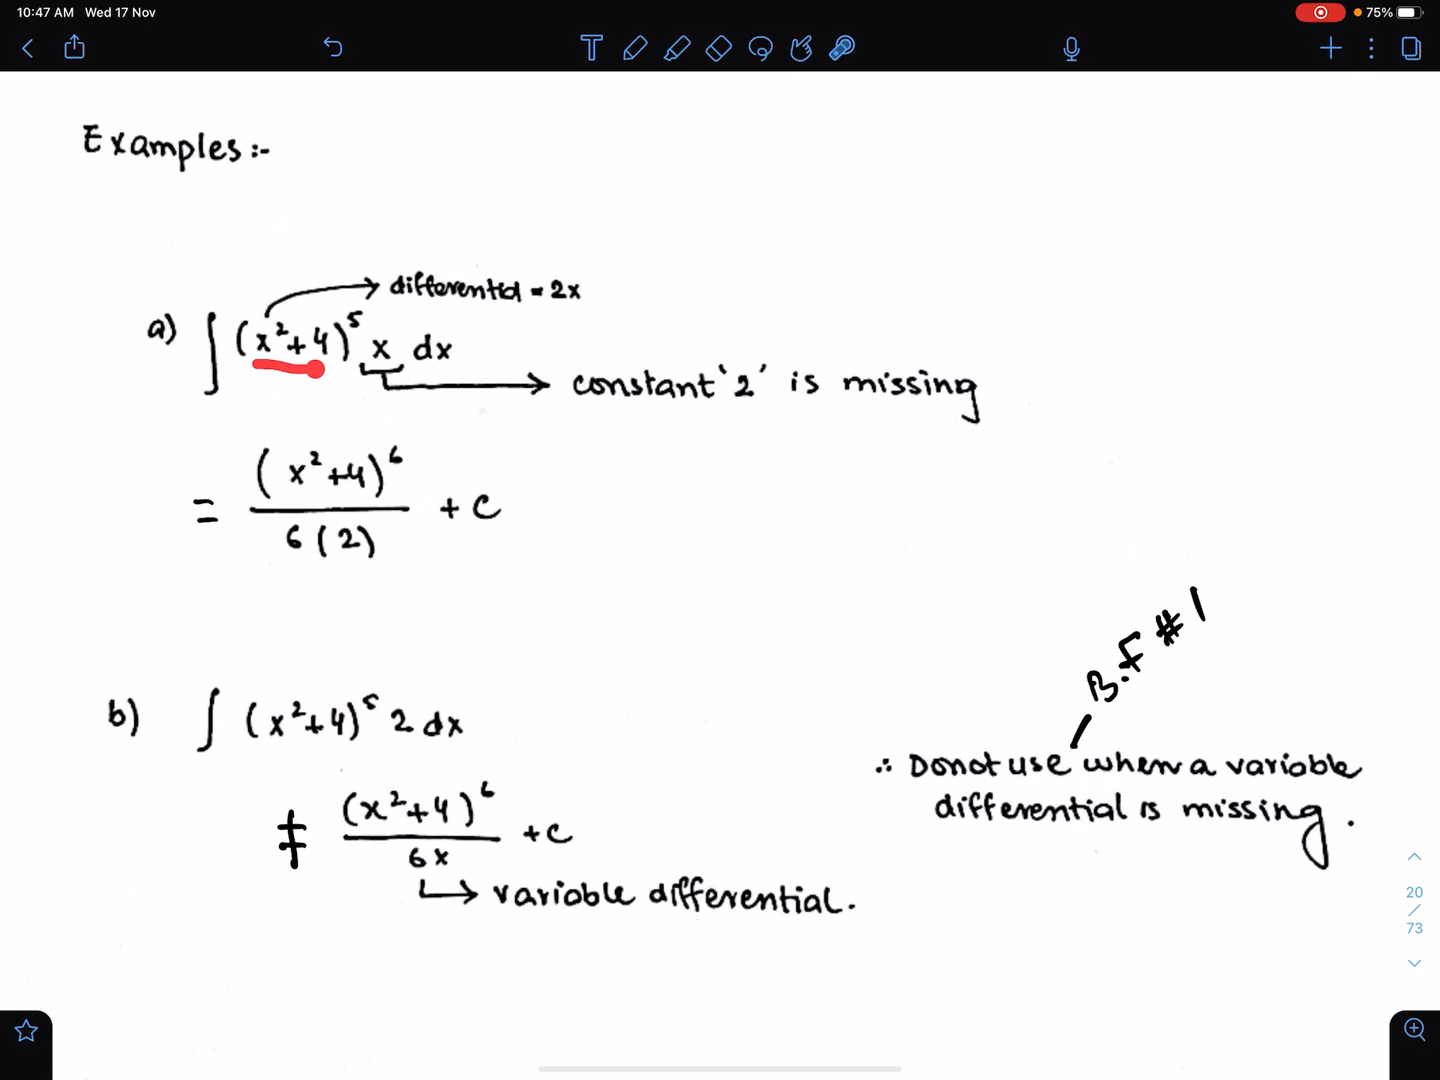 10:47 AM Wed 17 Nov
75%
Examples :-
differential = 2x
a) ∫ (x²+4)⁵ x dx
constant '2' is missing
= (x²+4)⁶ / 6(2) + c
B.F #1
b) ∫ (x²+4)⁵ 2 dx
∴ Donot use when a variable
differential is missing.
‡ (x²+4)⁶ / 6x + c
variable differential.
20
/
73